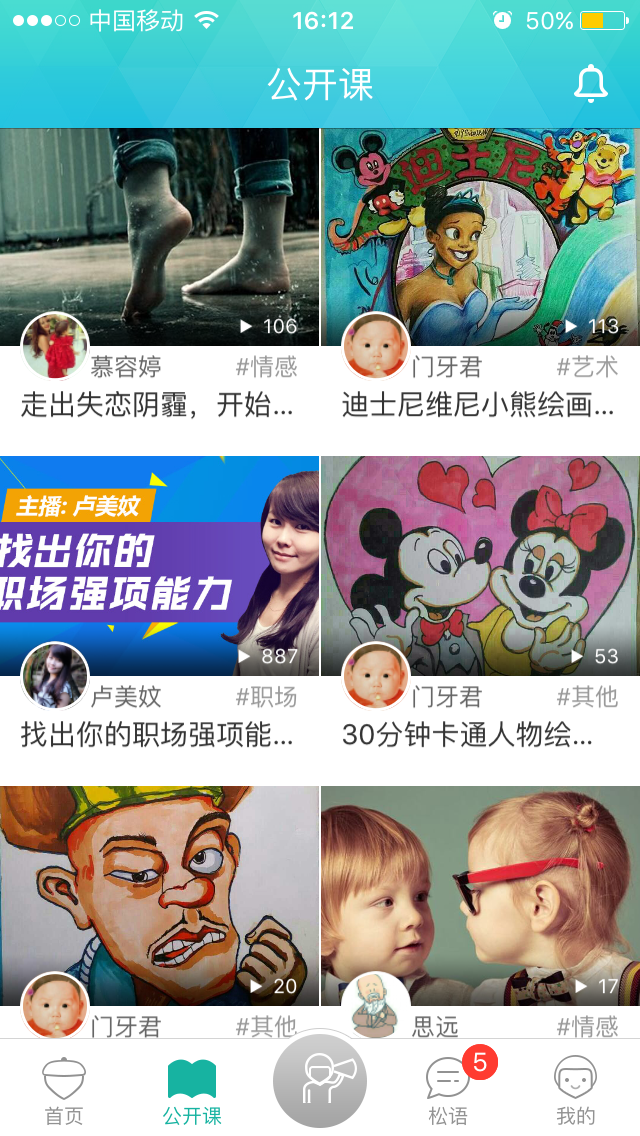 中国移动 16:12 50%
公开课
迪士尼
106 113
慕容婷 #情感 门牙君 #艺术
走出失恋阴霾，开始... 迪士尼维尼小熊绘画...
主播: 卢美妏
找出你的
职场强项能力
887 53
卢美妏 #职场 门牙君 #其他
找出你的职场强项能... 30分钟卡通人物绘...
20 17
门牙君 #其他 思远 #情感
5
首页 公开课 松语 我的